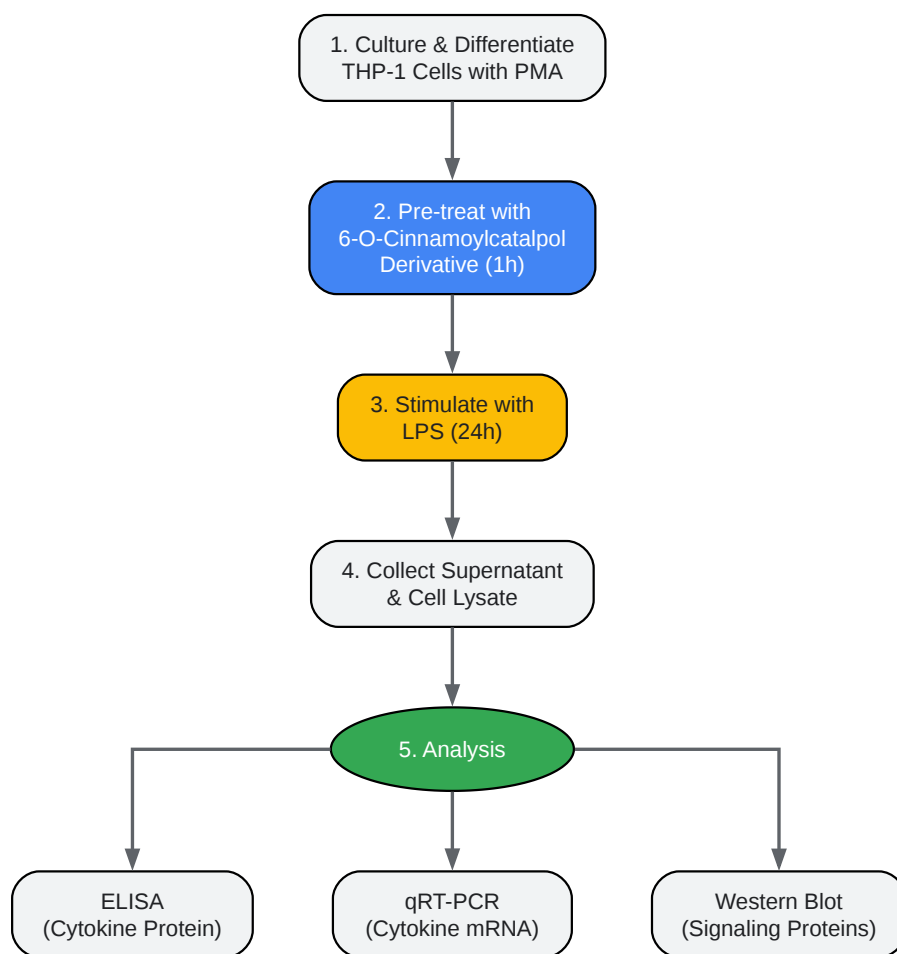 1. Culture & Differentiate
THP-1 Cells with PMA
2. Pre-treat with
6-O-Cinnamoylcatalpol
Derivative (1h)
3. Stimulate with
LPS (24h)
4. Collect Supernatant
& Cell Lysate
5. Analysis
ELISA
(Cytokine Protein)
qRT-PCR
(Cytokine mRNA)
Western Blot
(Signaling Proteins)